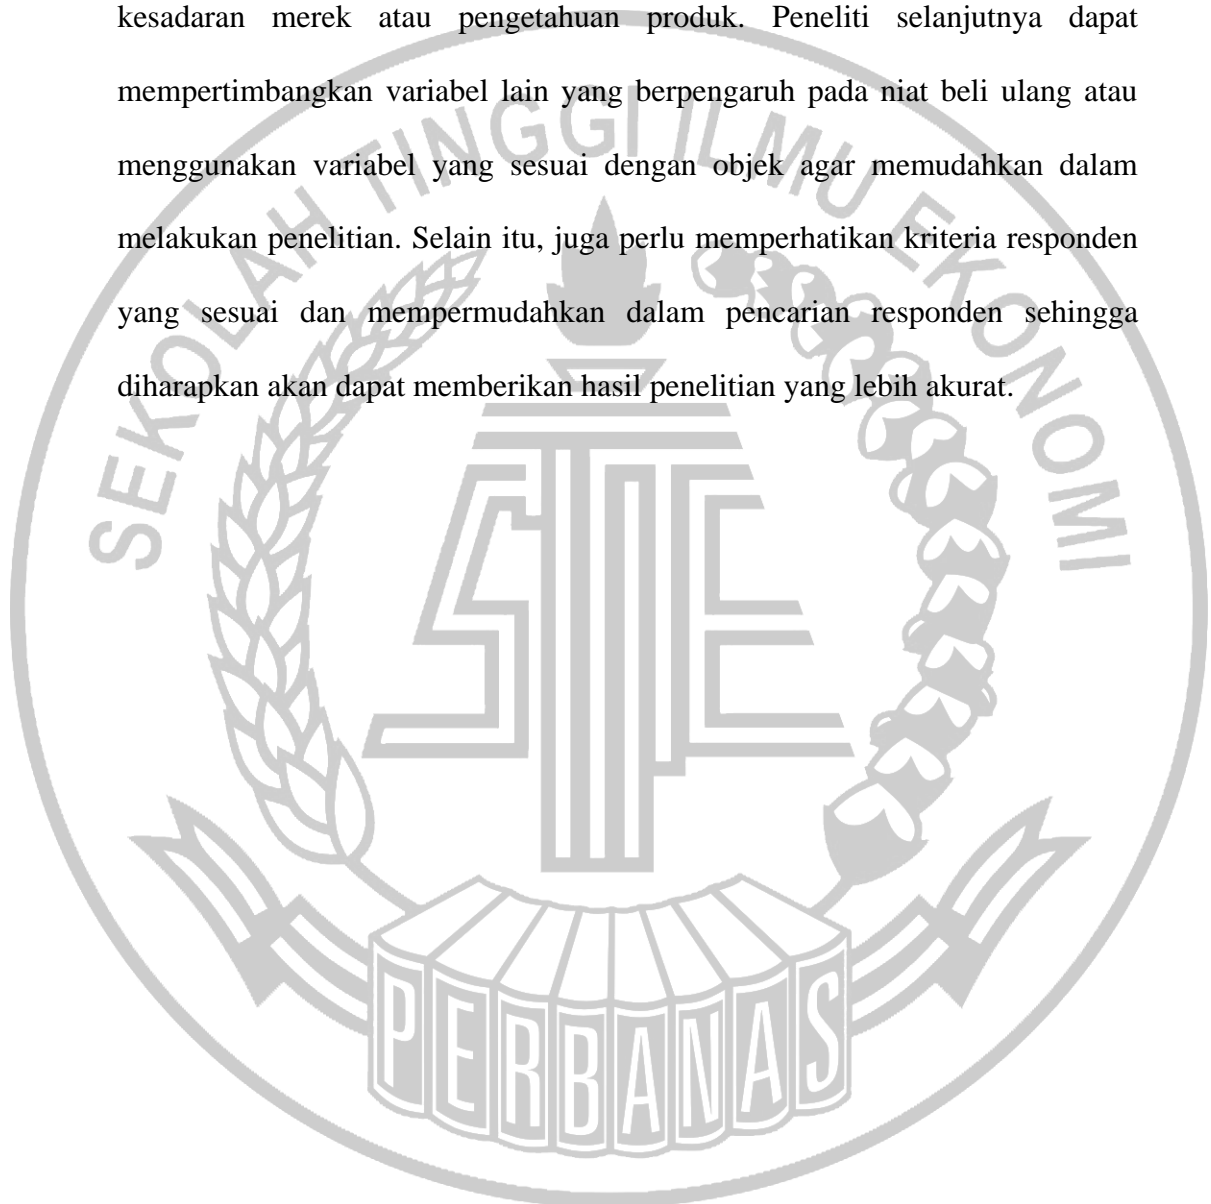 kesadaran merek atau pengetahuan produk. Peneliti selanjutnya dapat
mempertimbangkan variabel lain yang berpengaruh pada niat beli ulang atau
menggunakan variabel yang sesuai dengan objek agar memudahkan dalam
melakukan penelitian. Selain itu, juga perlu memperhatikan kriteria responden
yang sesuai dan mempermudahkan dalam pencarian responden sehingga
diharapkan akan dapat memberikan hasil penelitian yang lebih akurat.
SEKOLAH TINGGI ILMU EKONOMI
STIE
PERBANAS